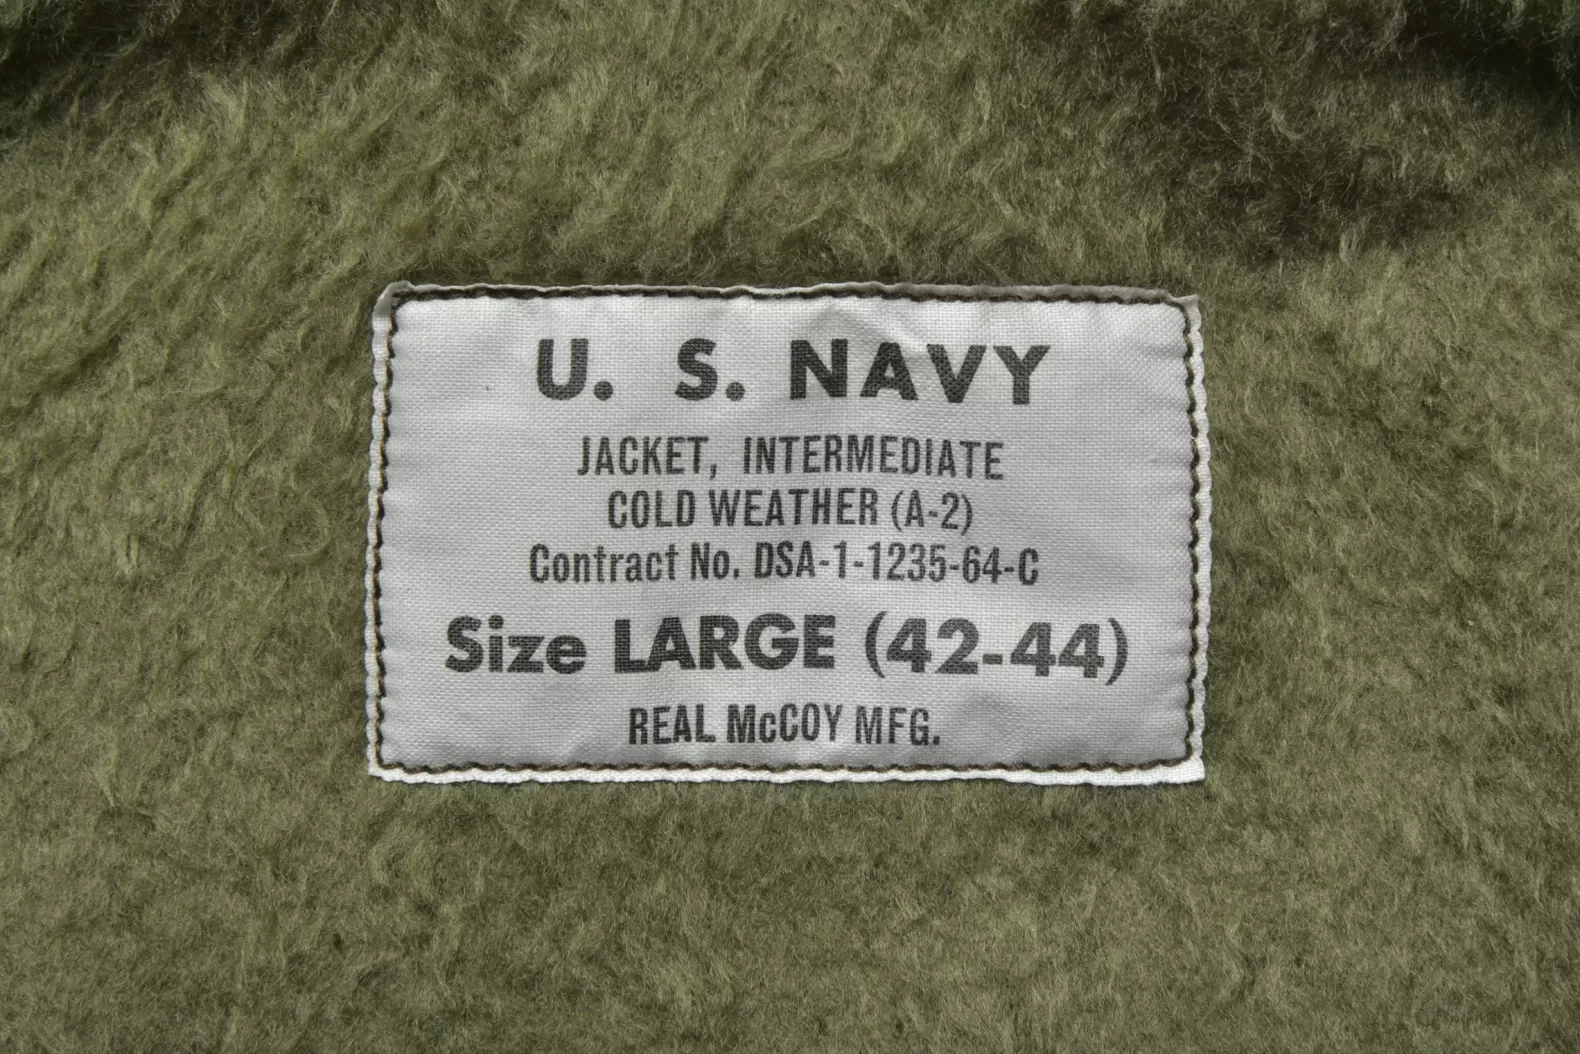 U. S. NAVY
JACKET, INTERMEDIATE
COLD WEATHER (A-2)
Contract No. DSA-1-1235-64-C
Size LARGE (42-44)
REAL McCOY MFG.